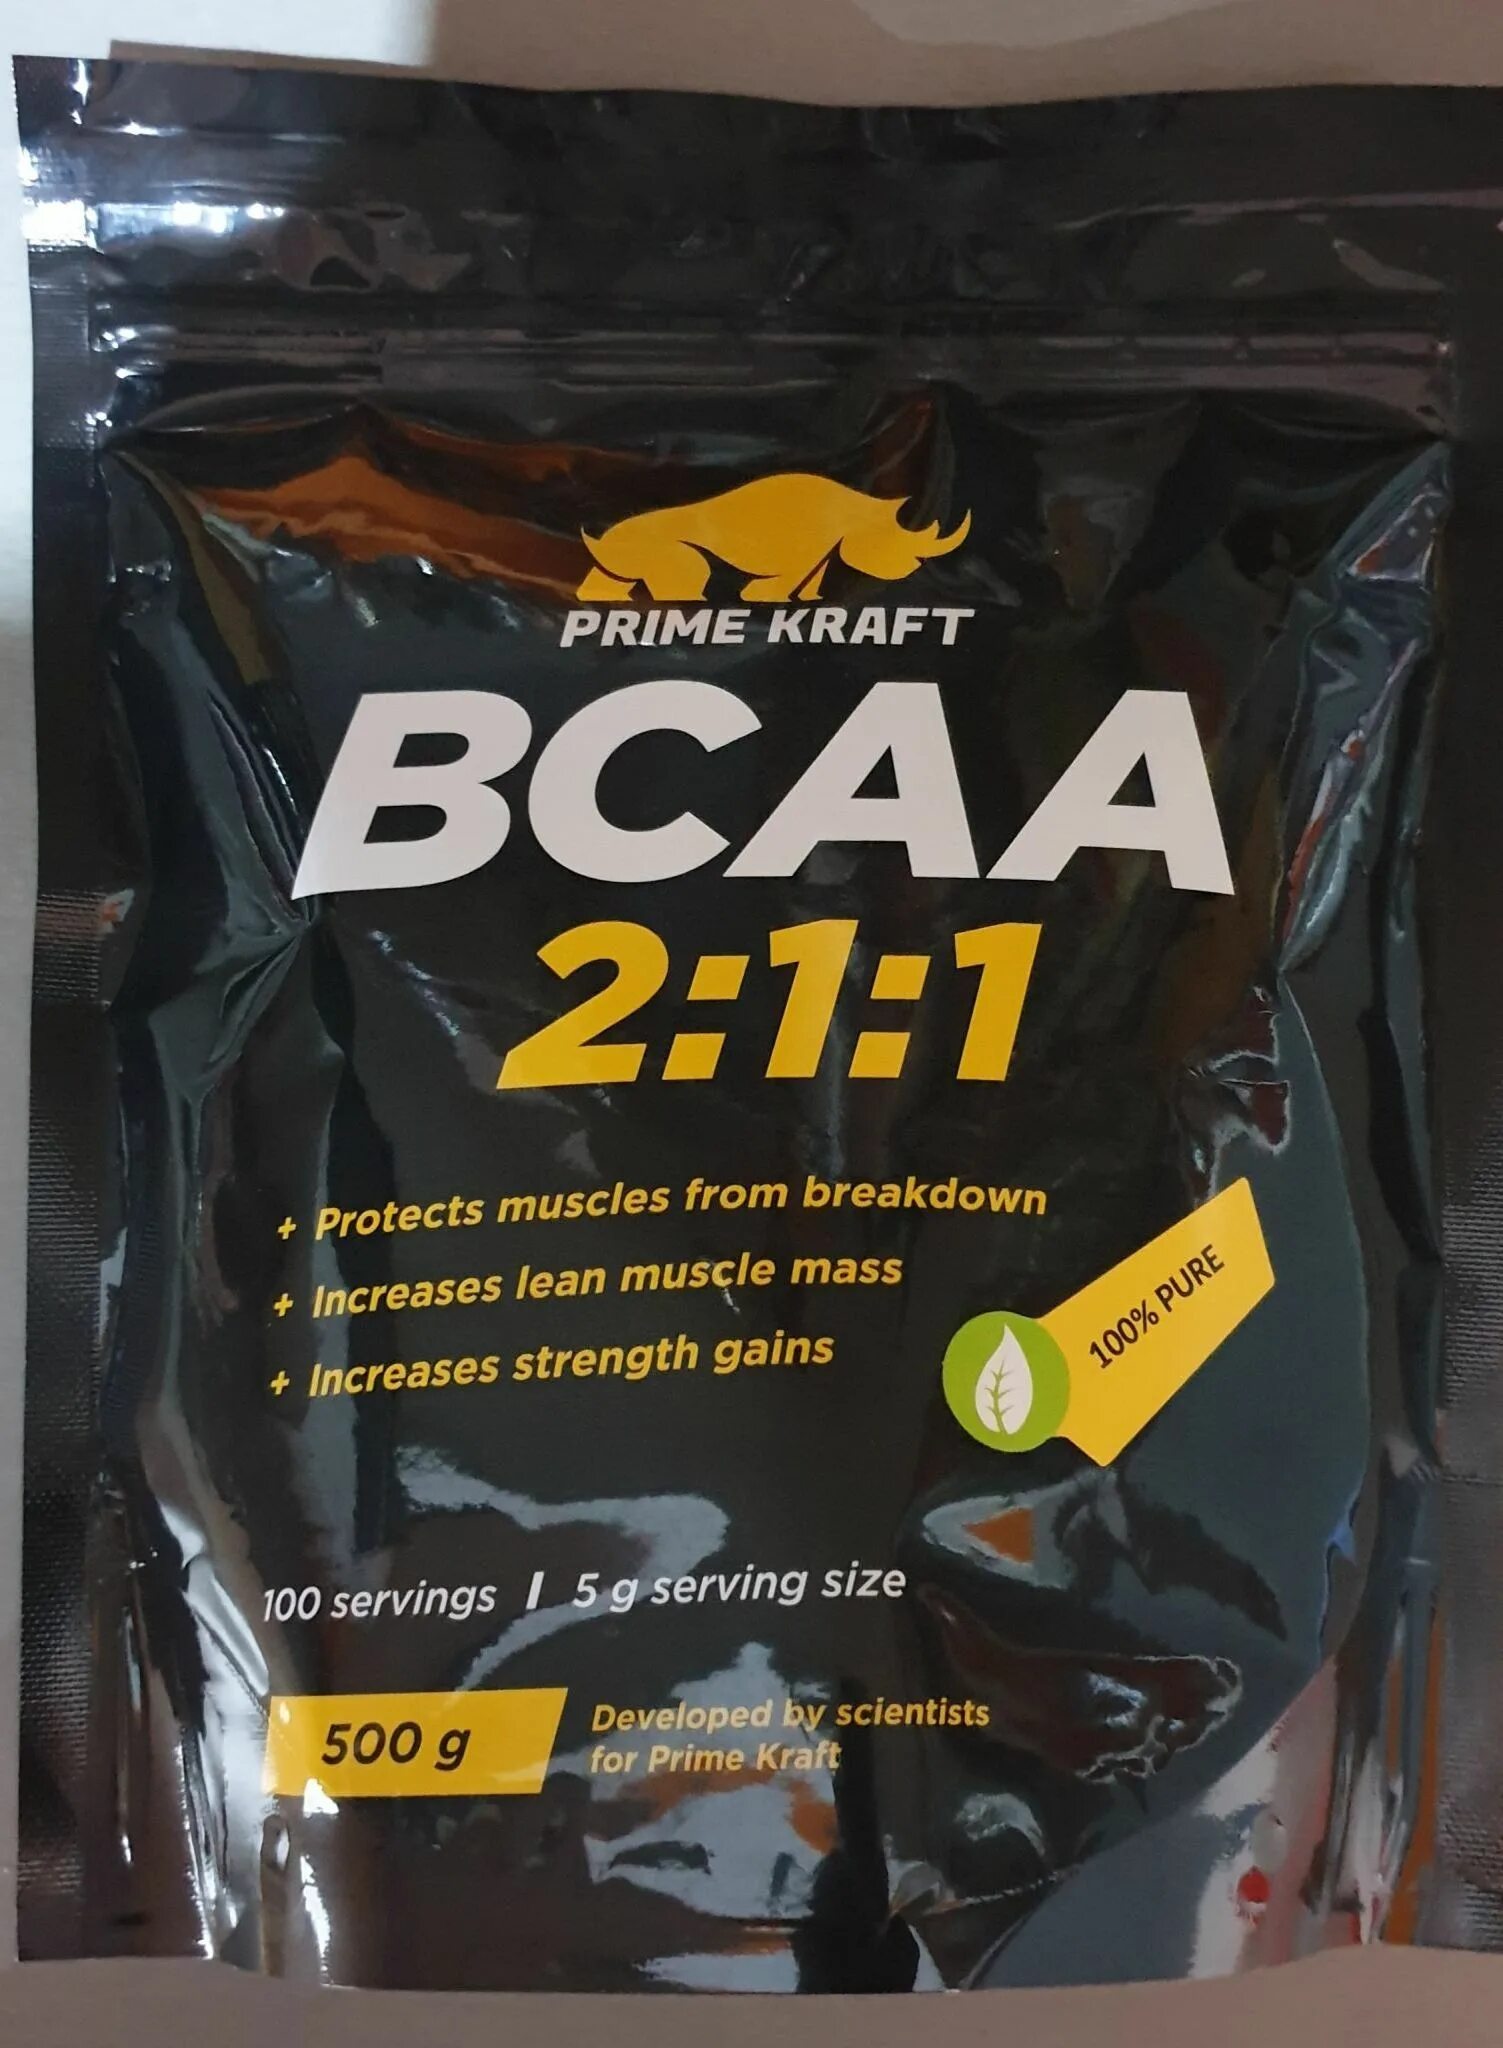 PRIME KRAFT
BCAA
2:1:1
+ Protects muscles from breakdown
+ Increases lean muscle mass
+ Increases strength gains
100% PURE
100 servings | 5 g serving size
500 g
Developed by scientists
for Prime Kraft